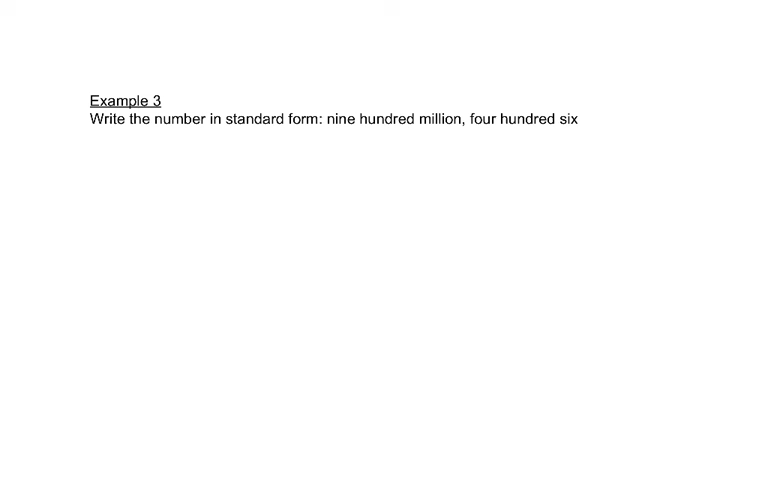 Example 3
Write the number in standard form: nine hundred million, four hundred six